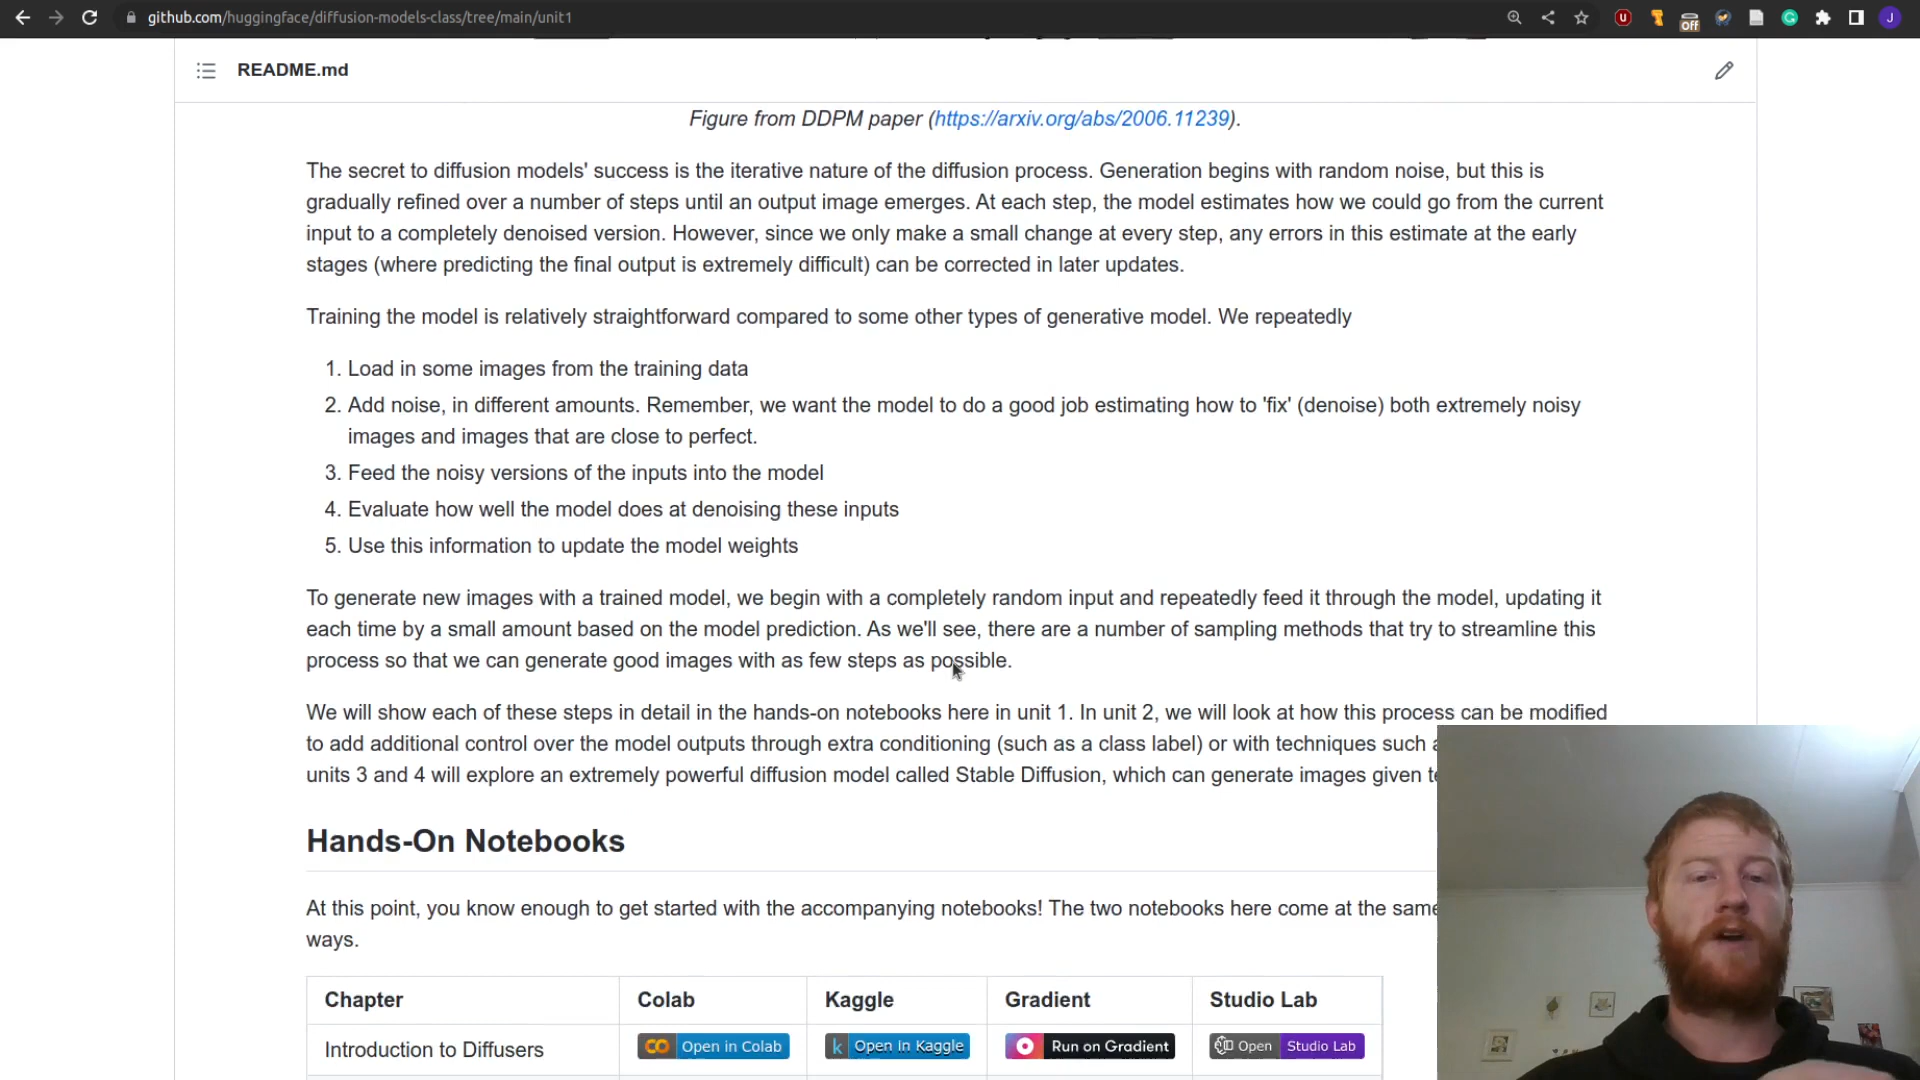 github.com/huggingface/diffusion-models-class/tree/main/unit1
off
J
README.md
Figure from DDPM paper (https://arxiv.org/abs/2006.11239).
The secret to diffusion models' success is the iterative nature of the diffusion process. Generation begins with random noise, but this is
gradually refined over a number of steps until an output image emerges. At each step, the model estimates how we could go from the current
input to a completely denoised version. However, since we only make a small change at every step, any errors in this estimate at the early
stages (where predicting the final output is extremely difficult) can be corrected in later updates.
Training the model is relatively straightforward compared to some other types of generative model. We repeatedly
1. Load in some images from the training data
2. Add noise, in different amounts. Remember, we want the model to do a good job estimating how to 'fix' (denoise) both extremely noisy
images and images that are close to perfect.
3. Feed the noisy versions of the inputs into the model
4. Evaluate how well the model does at denoising these inputs
5. Use this information to update the model weights
To generate new images with a trained model, we begin with a completely random input and repeatedly feed it through the model, updating it
each time by a small amount based on the model prediction. As we'll see, there are a number of sampling methods that try to streamline this
process so that we can generate good images with as few steps as possible.
We will show each of these steps in detail in the hands-on notebooks here in unit 1. In unit 2, we will look at how this process can be modified
to add additional control over the model outputs through extra conditioning (such as a class label) or with techniques such
units 3 and 4 will explore an extremely powerful diffusion model called Stable Diffusion, which can generate images given
Hands-On Notebooks
At this point, you know enough to get started with the accompanying notebooks! The two notebooks here come at the same
ways.
Chapter Colab Kaggle Gradient Studio Lab
Introduction to Diffusers Open in Colab k Open in Kaggle Run on Gradient Open Studio Lab